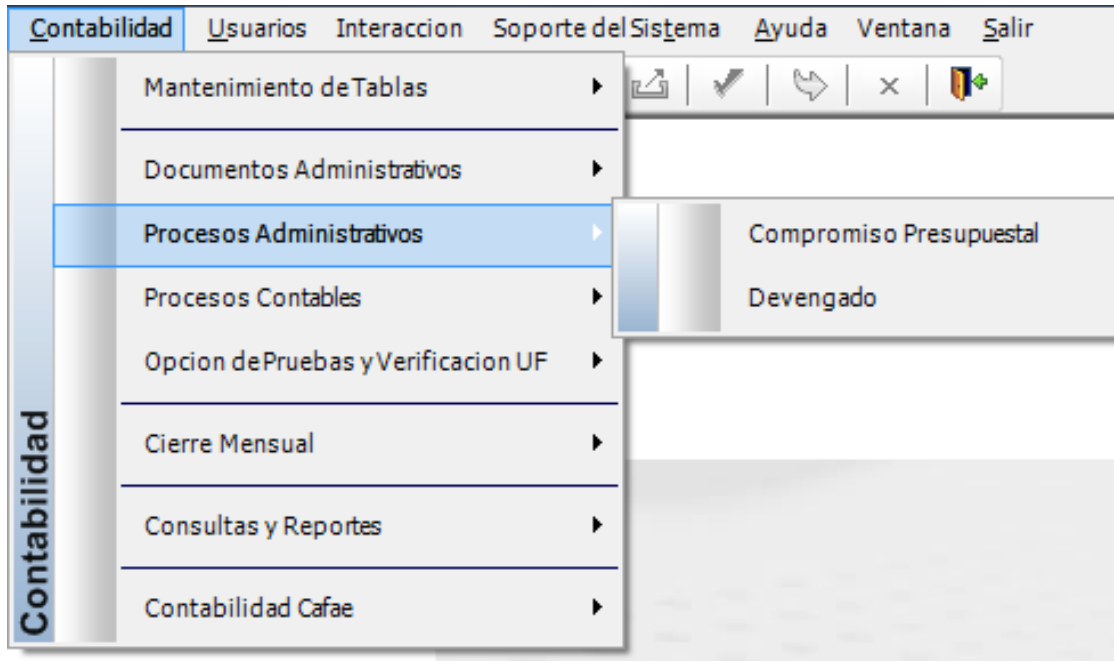 Contabilidad Usuarios Interaccion Soporte del Sistema Ayuda Ventana Salir
Mantenimiento de Tablas
Documentos Administrativos
Procesos Administrativos
Compromiso Presupuestal
Procesos Contables
Devengado
Opcion de Pruebas y Verificacion UF
Cierre Mensual
Consultas y Reportes
Contabilidad Cafae
Contabilidad